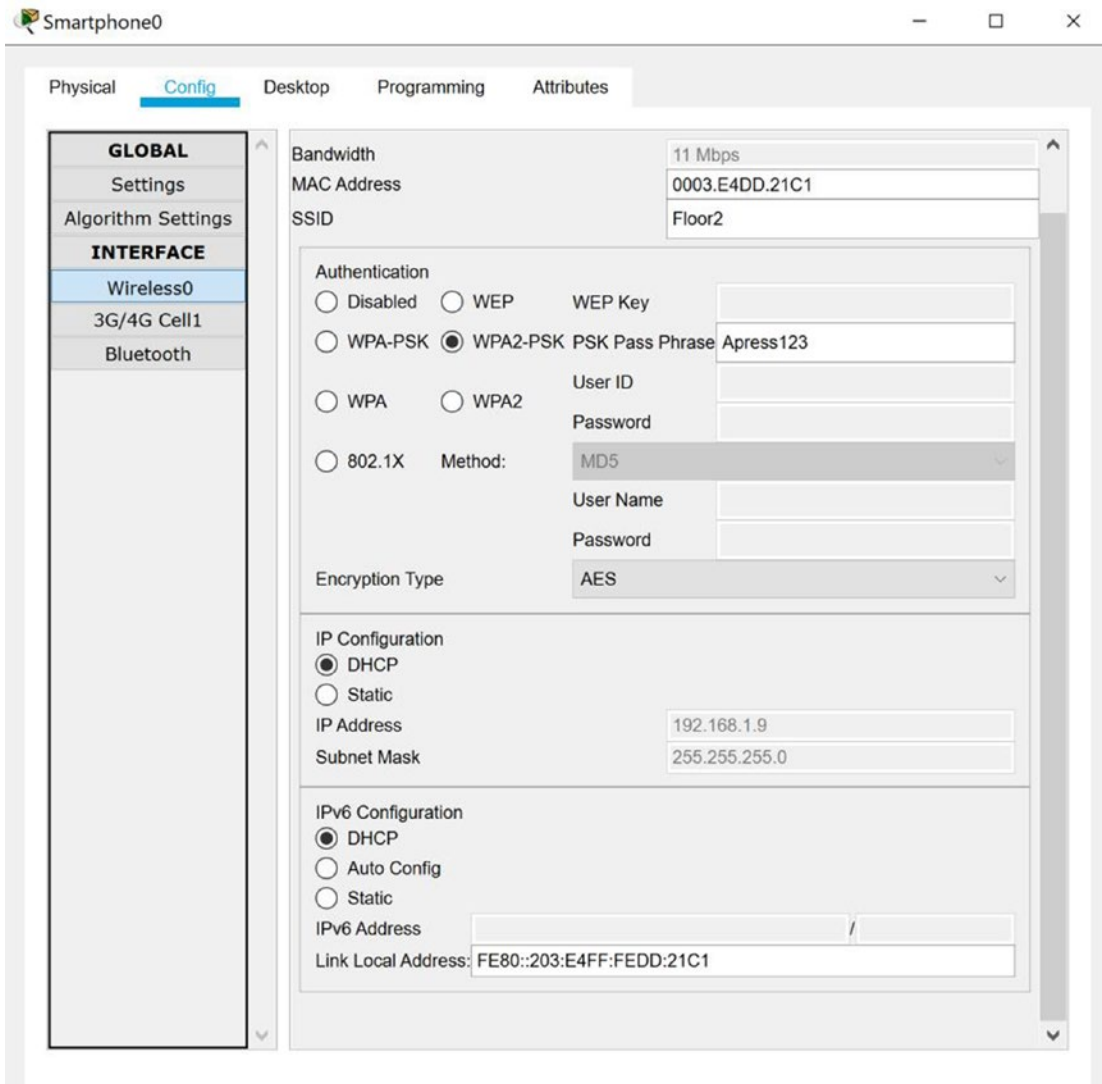 Smartphone0
Physical Config Desktop Programming Attributes
GLOBAL
Settings
Algorithm Settings
INTERFACE
Wireless0
3G/4G Cell1
Bluetooth
Bandwidth 11 Mbps
MAC Address 0003.E4DD.21C1
SSID Floor2
Authentication
Disabled WEP WEP Key
WPA-PSK WPA2-PSK PSK Pass Phrase Apress123
User ID
WPA WPA2
Password
802.1X Method: MD5
User Name
Password
Encryption Type AES
IP Configuration
DHCP
Static
IP Address 192.168.1.9
Subnet Mask 255.255.255.0
IPv6 Configuration
DHCP
Auto Config
Static
IPv6 Address /
Link Local Address: FE80::203:E4FF:FEDD:21C1